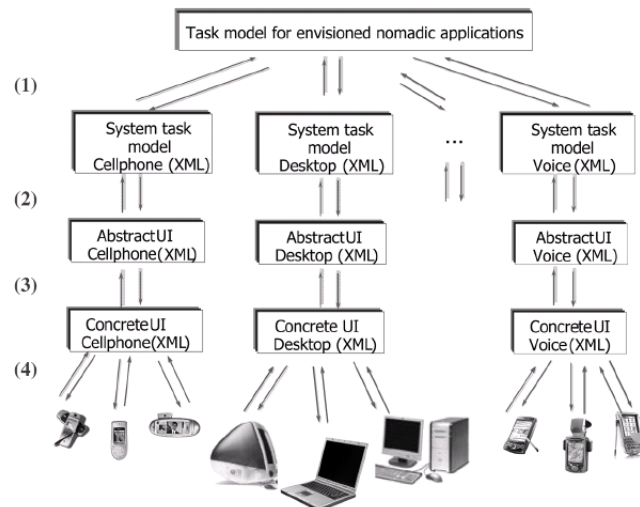 Task model for envisioned nomadic applications
(1)
System task
model
Cellphone (XML)
System task
model
Desktop (XML)
...
System task
model
Voice (XML)
(2)
AbstractUI
Cellphone(XML)
AbstractUI
Desktop (XML)
AbstractUI
Voice (XML)
(3)
ConcreteUI
Cellphone(XML)
Concrete UI
Desktop (XML)
ConcreteUI
Voice(XML)
(4)